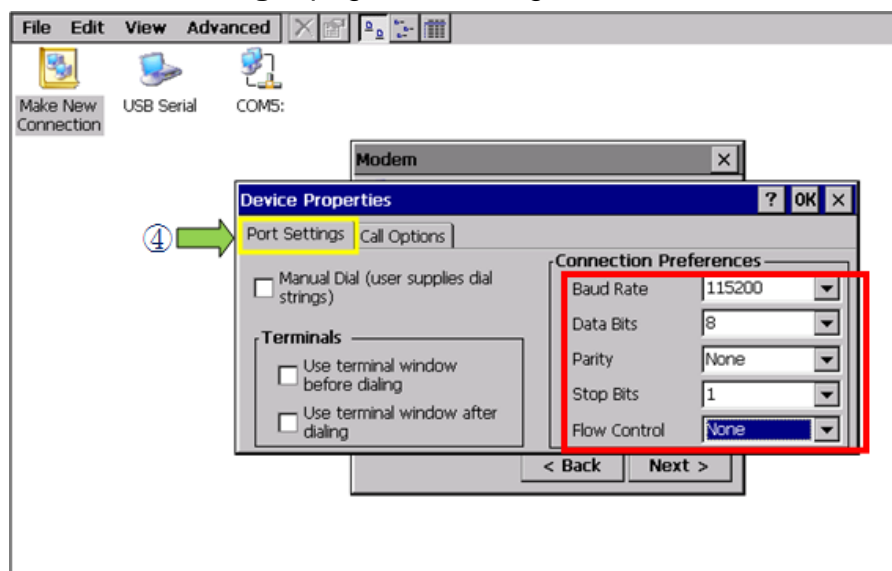 File Edit View Advanced
Make New Connection
USB Serial
COM5:
Modem
Device Properties
? OK ×
④
Port Settings
Call Options
Manual Dial (user supplies dial
strings)
Terminals
Use terminal window
before dialing
Use terminal window after
dialing
Connection Preferences
Baud Rate 115200
Data Bits 8
Parity None
Stop Bits 1
Flow Control None
< Back Next >